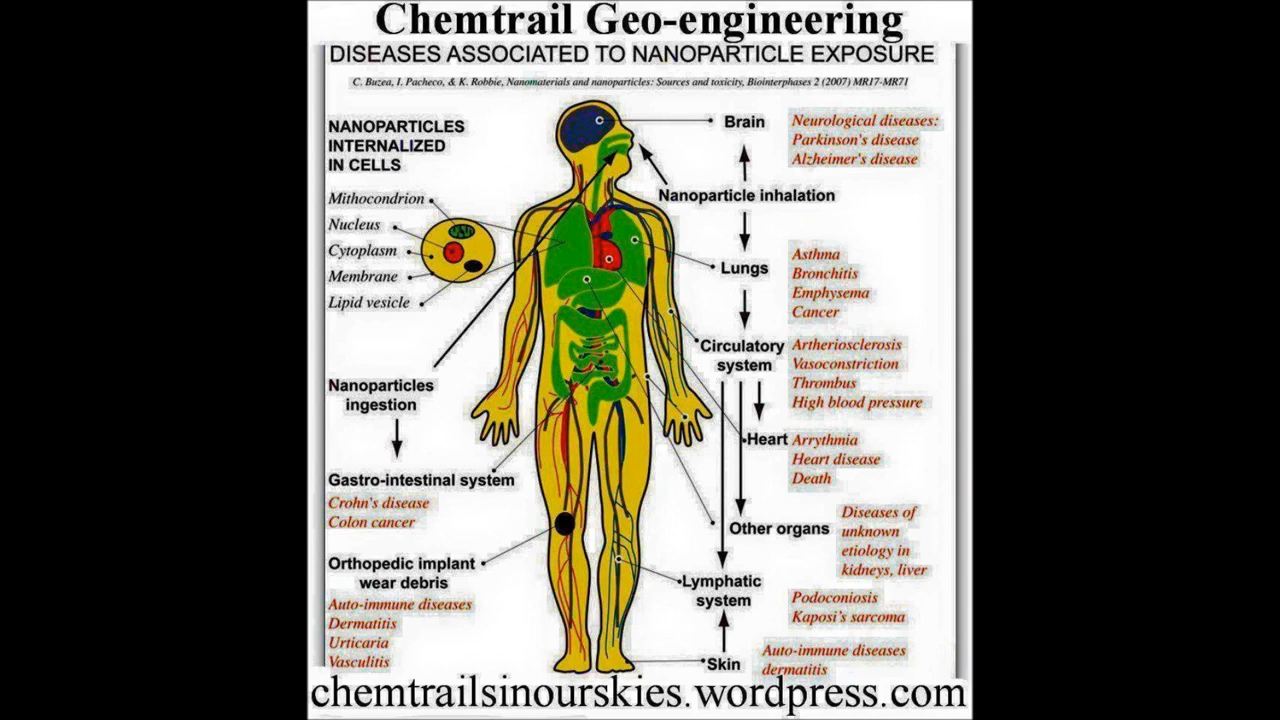 Chemtrail Geo-engineering
DISEASES ASSOCIATED TO NANOPARTICLE EXPOSURE
C. Buzea, I. Pacheco, & K. Robbie, Nanomaterials and nanoparticles: Sources and toxicity, Biointerphases 2 (2007) MR17-MR71
NANOPARTICLES
INTERNALIZED
IN CELLS
Mithocondrion
Nucleus
Cytoplasm
Membrane
Lipid vesicle
Nanoparticles
ingestion
Gastro-intestinal system
Crohn's disease
Colon cancer
Orthopedic implant
wear debris
Auto-immune diseases
Dermatitis
Urticaria
Vasculitis
Brain
Neurological diseases:
Parkinson's disease
Alzheimer's disease
Nanoparticle inhalation
Lungs
Asthma
Bronchitis
Emphysema
Cancer
Circulatory
system
Artheriosclerosis
Vasoconstriction
Thrombus
High blood pressure
Heart
Arrythmia
Heart disease
Death
Other organs
Diseases of
unknown
etiology in
kidneys, liver
Lymphatic
system
Podoconiosis
Kaposi's sarcoma
Skin
Auto-immune diseases
dermatitis
chemtrailsinourskies.wordpress.com